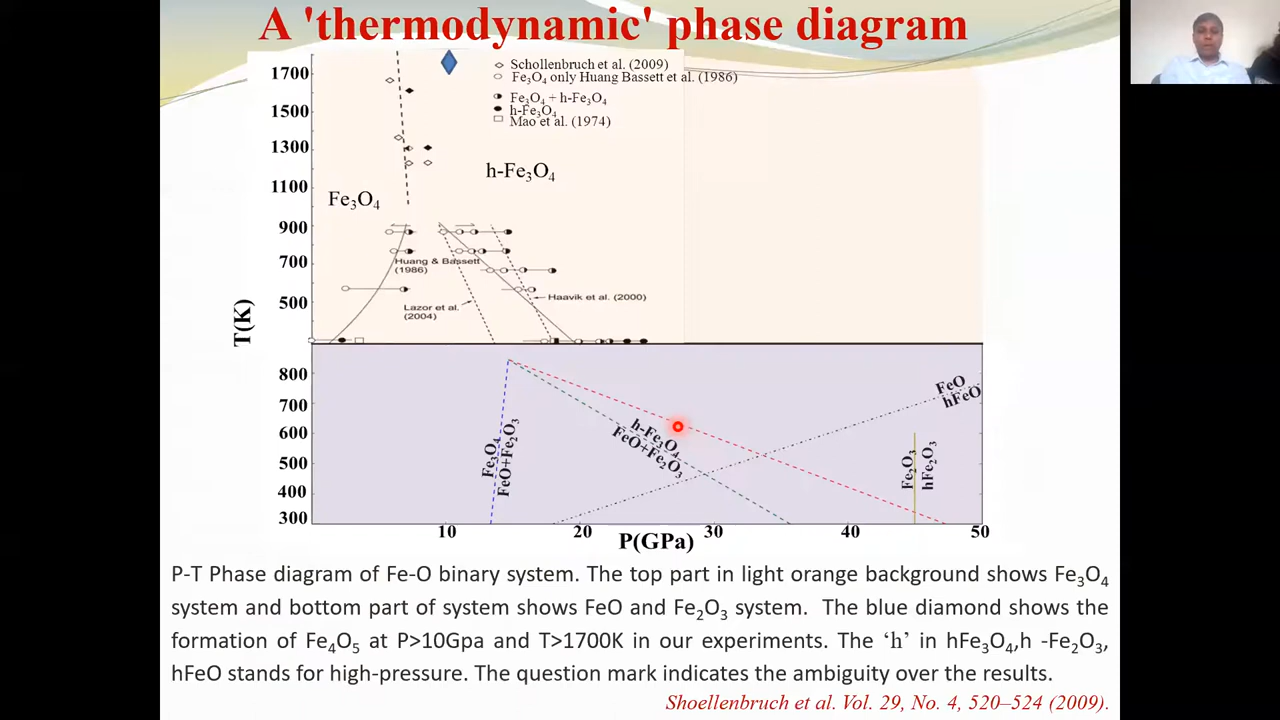 A 'thermodynamic' phase diagram
1700
1500
1300
1100
900
700
500
T(K)
Schollenbruch et al. (2009)
Fe₃O₄ only Huang Bassett et al. (1986)
Fe₃O₄ + h-Fe₃O₄
h-Fe₃O₄
Mao et al. (1974)
h-Fe₃O₄
Fe₃O₄
Huang & Bassett
(1986)
Lazor et al.
(2004)
Haavik et al. (2000)
800
700
600
500
400
300
Fe₃O₄
FeO+Fe₂O₃
h-Fe₃O₄
FeO+Fe₂O₃
FeO
hFeO
Fe₂O₃
hFe₂O₃
10
20
30
40
50
P(GPa)
P-T Phase diagram of Fe-O binary system. The top part in light orange background shows Fe₃O₄
system and bottom part of system shows FeO and Fe₂O₃ system. The blue diamond shows the
formation of Fe₄O₅ at P>10Gpa and T>1700K in our experiments. The ‘h’ in hFe₃O₄,h -Fe₂O₃,
hFeO stands for high-pressure. The question mark indicates the ambiguity over the results.
Shoellenbruch et al. Vol. 29, No. 4, 520–524 (2009).